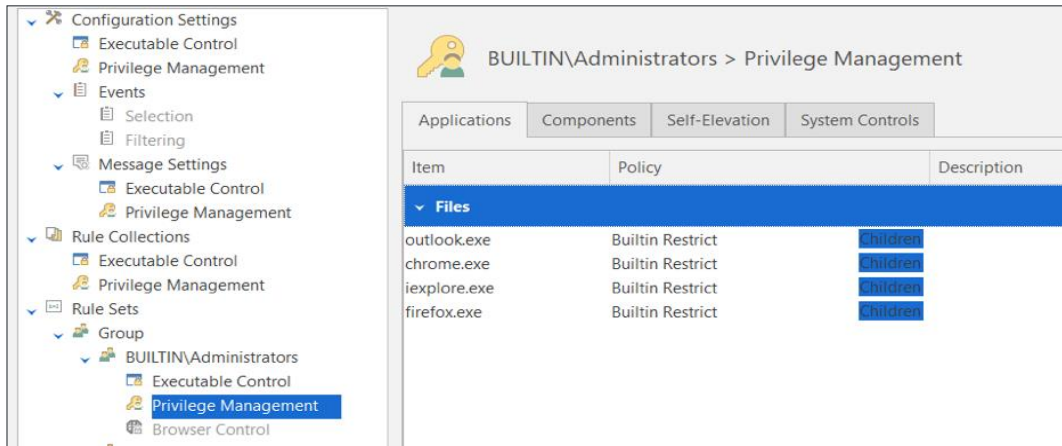 Configuration Settings
Executable Control
Privilege Management
Events
Selection
Filtering
Message Settings
Executable Control
Privilege Management
Rule Collections
Executable Control
Privilege Management
Rule Sets
Group
BUILTIN\Administrators
Executable Control
Privilege Management
Browser Control
BUILTIN\Administrators > Privilege Management
Applications Components Self-Elevation System Controls
Item Policy Description
Files
outlook.exe Builtin Restrict Children
chrome.exe Builtin Restrict Children
iexplore.exe Builtin Restrict Children
firefox.exe Builtin Restrict Children